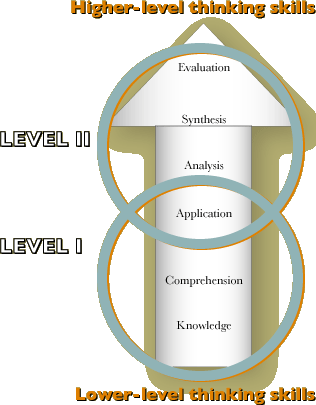 Higher-level thinking skills
Evaluation
Synthesis
LEVEL II
Analysis
Application
LEVEL I
Comprehension
Knowledge
Lower-level thinking skills